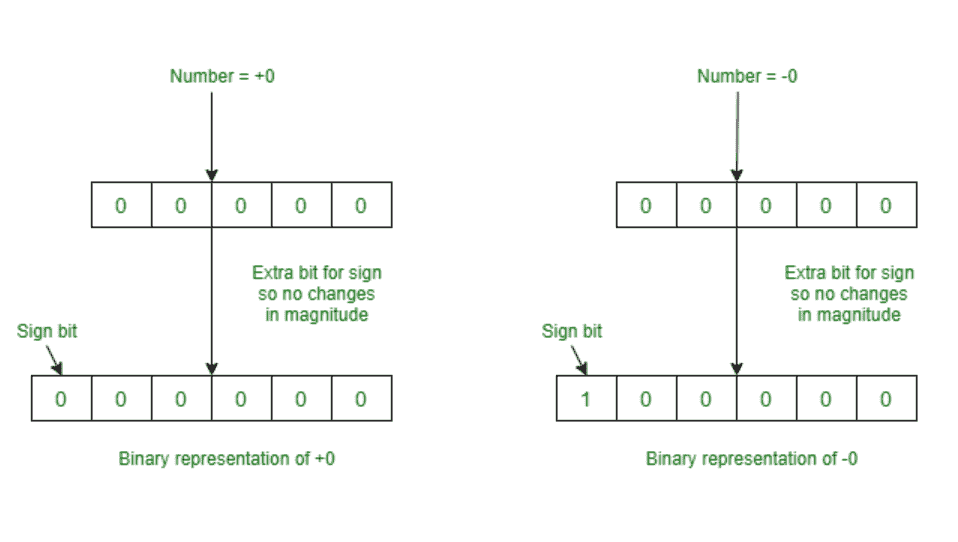 Number = +0
0 0 0 0 0
Extra bit for sign
so no changes
in magnitude
Sign bit
0 0 0 0 0 0
Binary representation of +0
Number = -0
0 0 0 0 0
Extra bit for sign
so no changes
in magnitude
Sign bit
1 0 0 0 0 0
Binary representation of -0